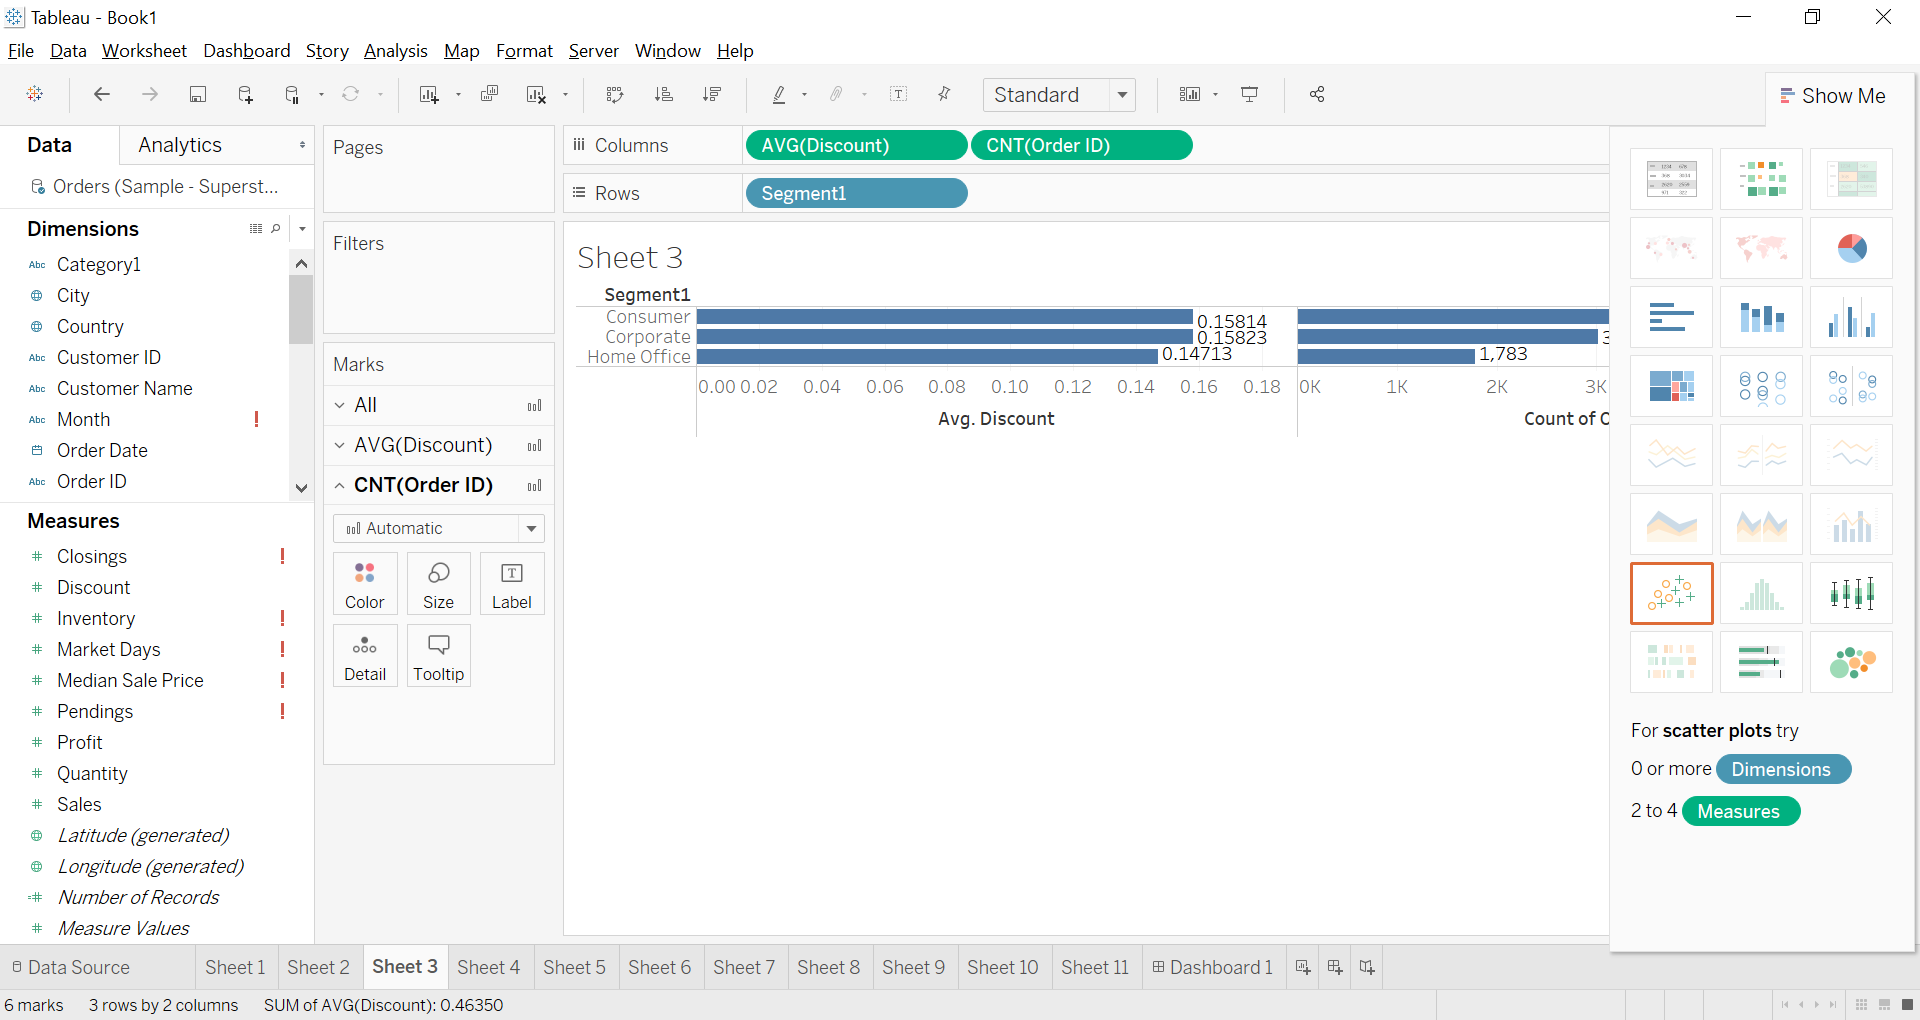 Tableau - Book1
File Data Worksheet Dashboard Story Analysis Map Format Server Window Help
Standard
Show Me
Data
Analytics
Orders (Sample - Superst...
Dimensions
Abc Category1
City
Country
Abc Customer ID
Abc Customer Name
Abc Month !
Order Date
Abc Order ID
Measures
# Closings !
# Discount
# Inventory !
# Market Days !
# Median Sale Price !
# Pendings !
# Profit
# Quantity
# Sales
Latitude (generated)
Longitude (generated)
=# Number of Records
# Measure Values
Pages
Filters
Marks
All
AVG(Discount)
CNT(Order ID)
Automatic
Color
Size
Label
Detail
Tooltip
Columns
AVG(Discount)
CNT(Order ID)
Rows
Segment1
Sheet 3
Segment1
Consumer 0.15814
Corporate 0.15823 3
Home Office 0.14713 1,783
0.00 0.02 0.04 0.06 0.08 0.10 0.12 0.14 0.16 0.18 0K 1K 2K 3K
Avg. Discount
Count of O
For scatter plots try
0 or more Dimensions
2 to 4 Measures
Data Source Sheet 1 Sheet 2 Sheet 3 Sheet 4 Sheet 5 Sheet 6 Sheet 7 Sheet 8 Sheet 9 Sheet 10 Sheet 11 Dashboard 1
6 marks 3 rows by 2 columns SUM of AVG(Discount): 0.46350